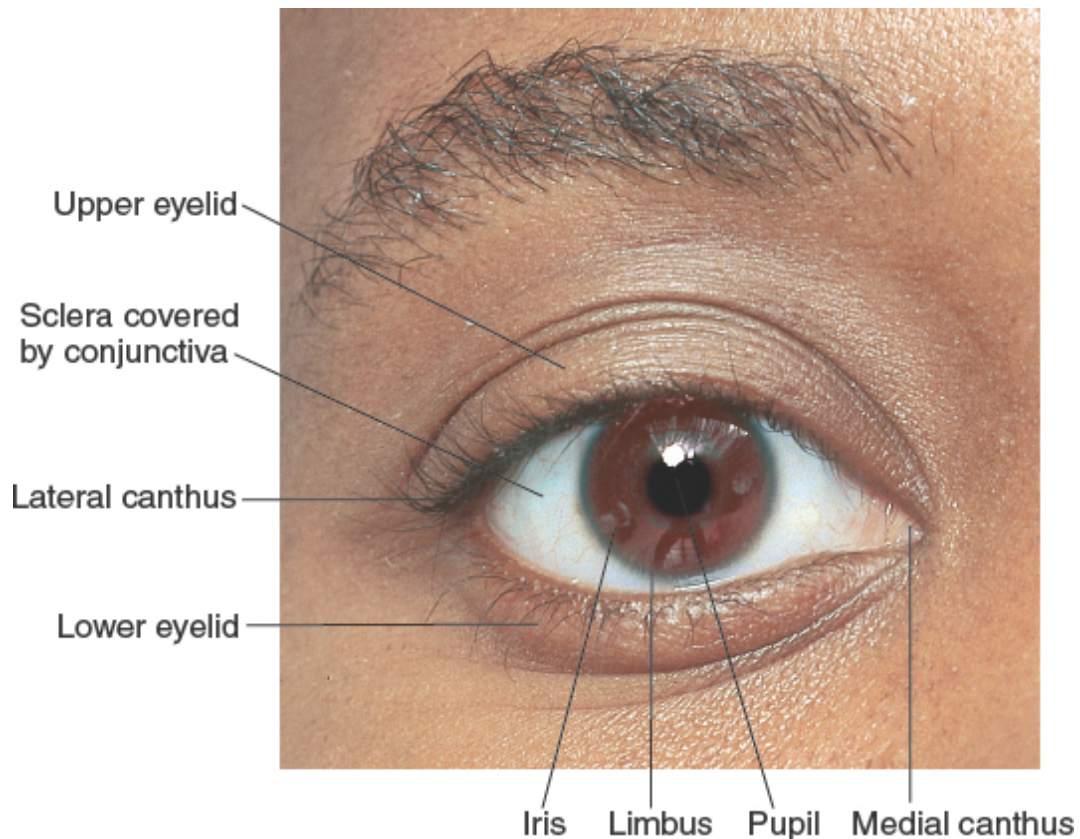 Upper eyelid
Sclera covered
by conjunctiva
Lateral canthus
Lower eyelid
Iris
Limbus
Pupil
Medial canthus